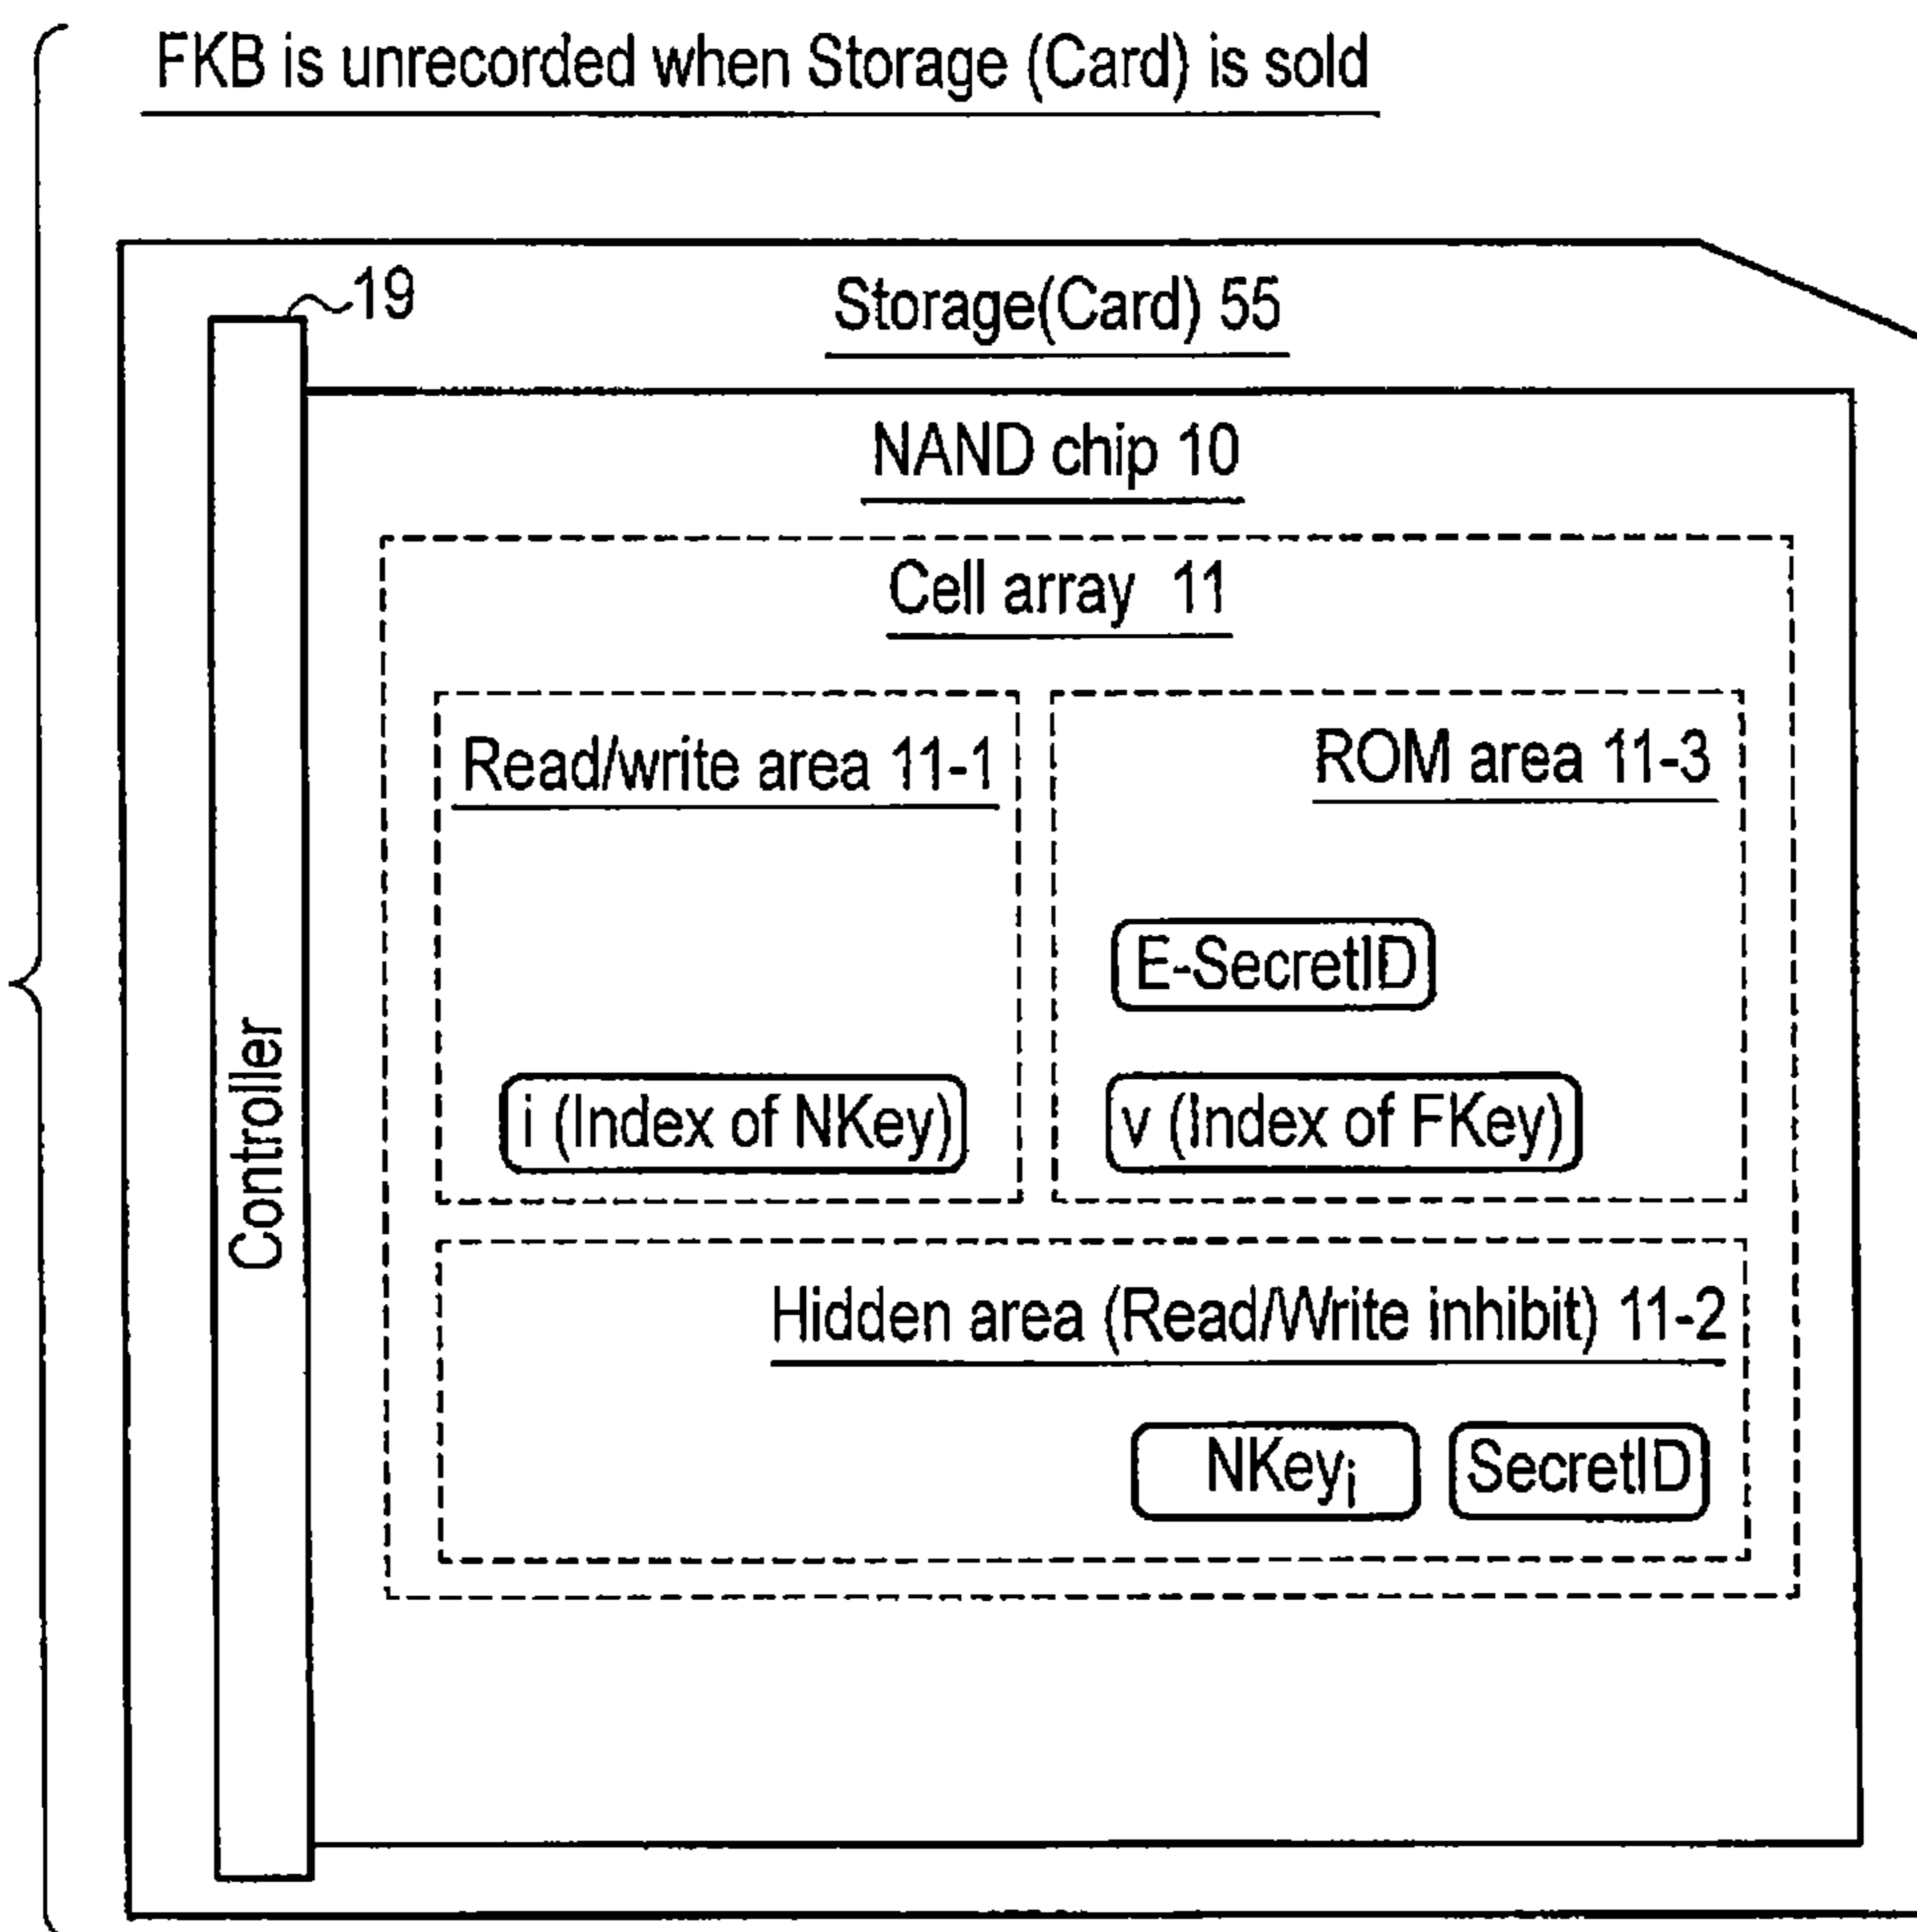 FKB is unrecorded when Storage (Card) is sold
19
Storage(Card) 55
NAND chip 10
Cell array 11
Read/write area 11-1
ROM area 11-3
E-SecretID
i (Index of NKey)
v (Index of FKey)
Controller
Hidden area (Read/Write inhibit) 11-2
NKeyi
SecretID